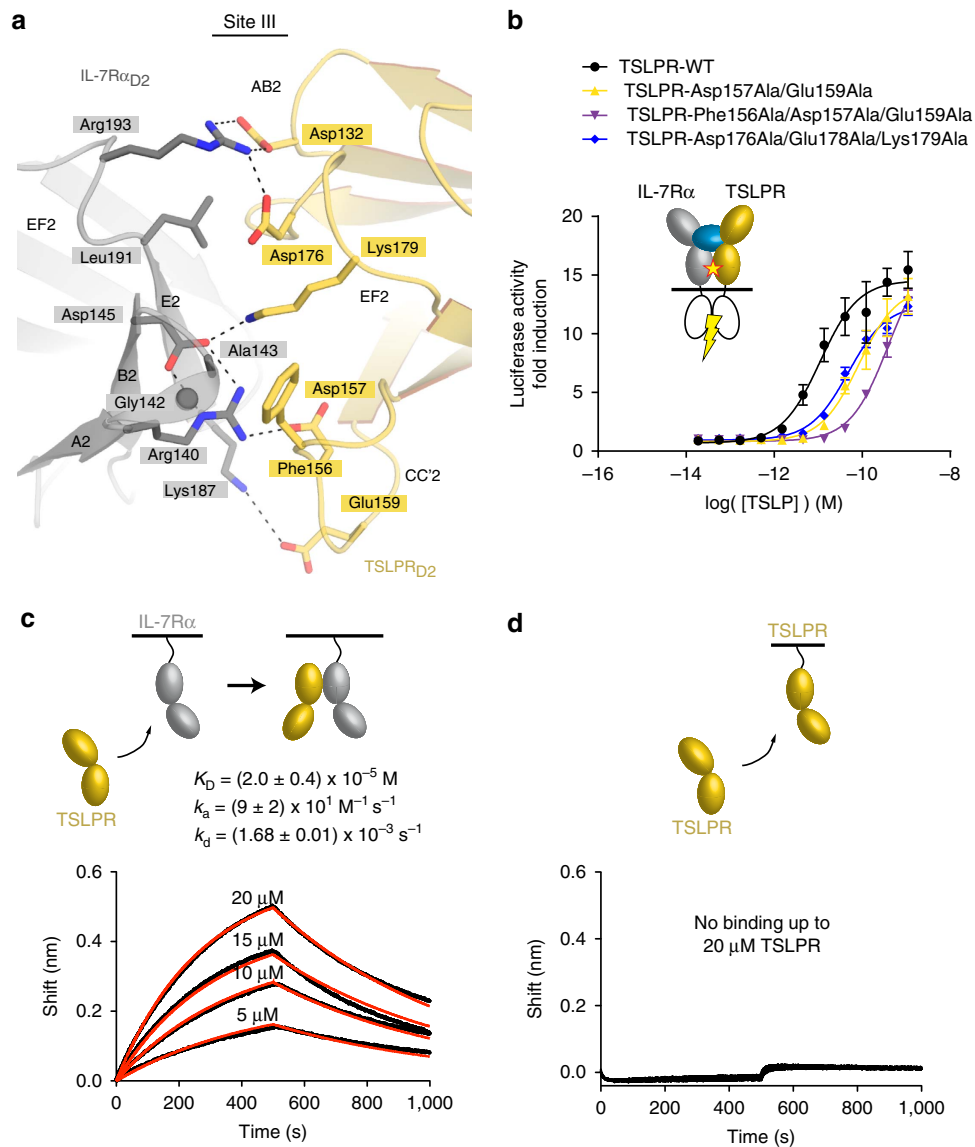 a
Site III
IL-7Rα D2
AB2
Arg193
Asp132
EF2
Leu191
Asp176
Lys179
E2
EF2
Asp145
Ala143
B2
Asp157
Gly142
A2
Arg140
Phe156
CC'2
Lys187
Glu159
TSLPR D2
b
TSLPR-WT
TSLPR-Asp157Ala/Glu159Ala
TSLPR-Phe156Ala/Asp157Ala/Glu159Ala
TSLPR-Asp176Ala/Glu178Ala/Lys179Ala
IL-7Rα TSLPR
Luciferase activity
fold induction
20
15
10
5
0
−16 −14 −12 −10 −8
log( [TSLP] ) (M)
c
IL-7Rα
TSLPR
K_D = (2.0 ± 0.4) x 10⁻⁵ M
k_a = (9 ± 2) x 10¹ M⁻¹ s⁻¹
k_d = (1.68 ± 0.01) x 10⁻³ s⁻¹
Shift (nm)
0.6
0.4
0.2
0.0
20 μM
15 μM
10 μM
5 μM
0 200 400 600 800 1,000
Time (s)
d
TSLPR
TSLPR
Shift (nm)
0.6
0.4
0.2
0.0
No binding up to
20 μM TSLPR
0 200 400 600 800 1,000
Time (s)